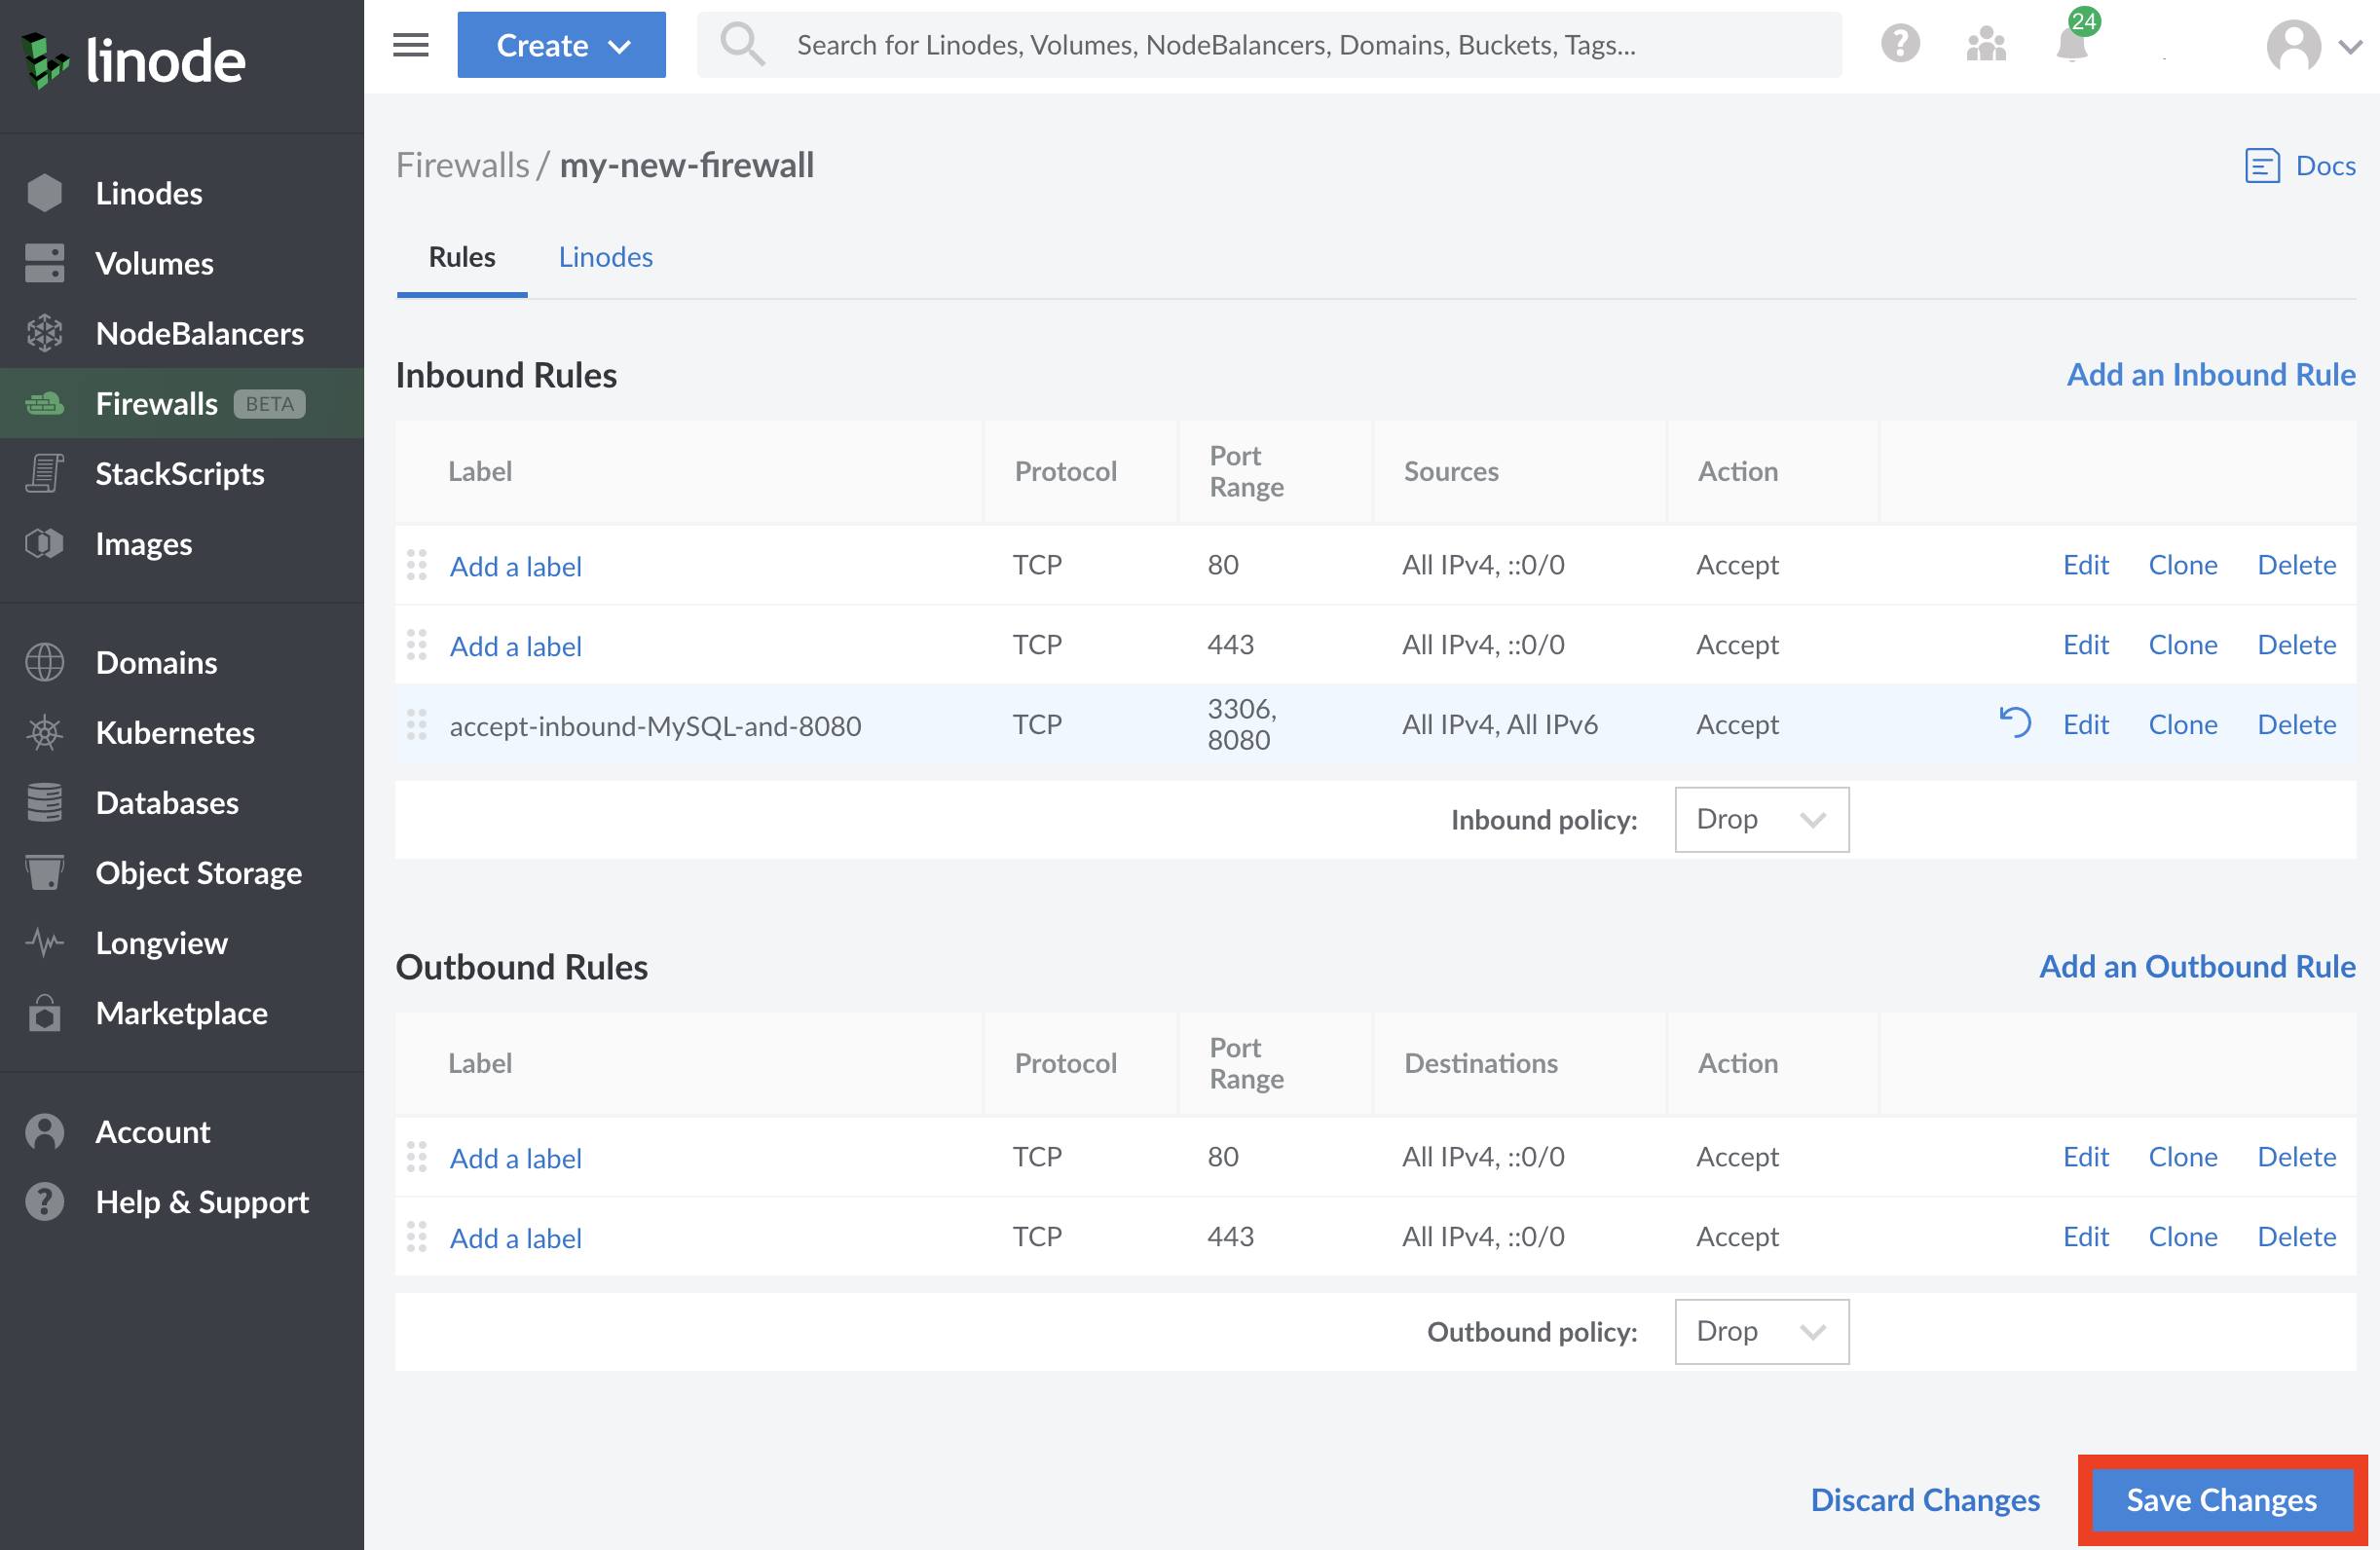 linode
Create
Search for Linodes, Volumes, NodeBalancers, Domains, Buckets, Tags...
24
Linodes
Volumes
NodeBalancers
Firewalls BETA
StackScripts
Images
Domains
Kubernetes
Databases
Object Storage
Longview
Marketplace
Account
Help & Support
Firewalls / my-new-firewall
Docs
Rules Linodes
Inbound Rules Add an Inbound Rule
Label Protocol Port Range Sources Action
Add a label TCP 80 All IPv4, ::0/0 Accept Edit Clone Delete
Add a label TCP 443 All IPv4, ::0/0 Accept Edit Clone Delete
accept-inbound-MySQL-and-8080 TCP 3306, 8080 All IPv4, All IPv6 Accept Edit Clone Delete
Inbound policy: Drop
Outbound Rules Add an Outbound Rule
Label Protocol Port Range Destinations Action
Add a label TCP 80 All IPv4, ::0/0 Accept Edit Clone Delete
Add a label TCP 443 All IPv4, ::0/0 Accept Edit Clone Delete
Outbound policy: Drop
Discard Changes Save Changes